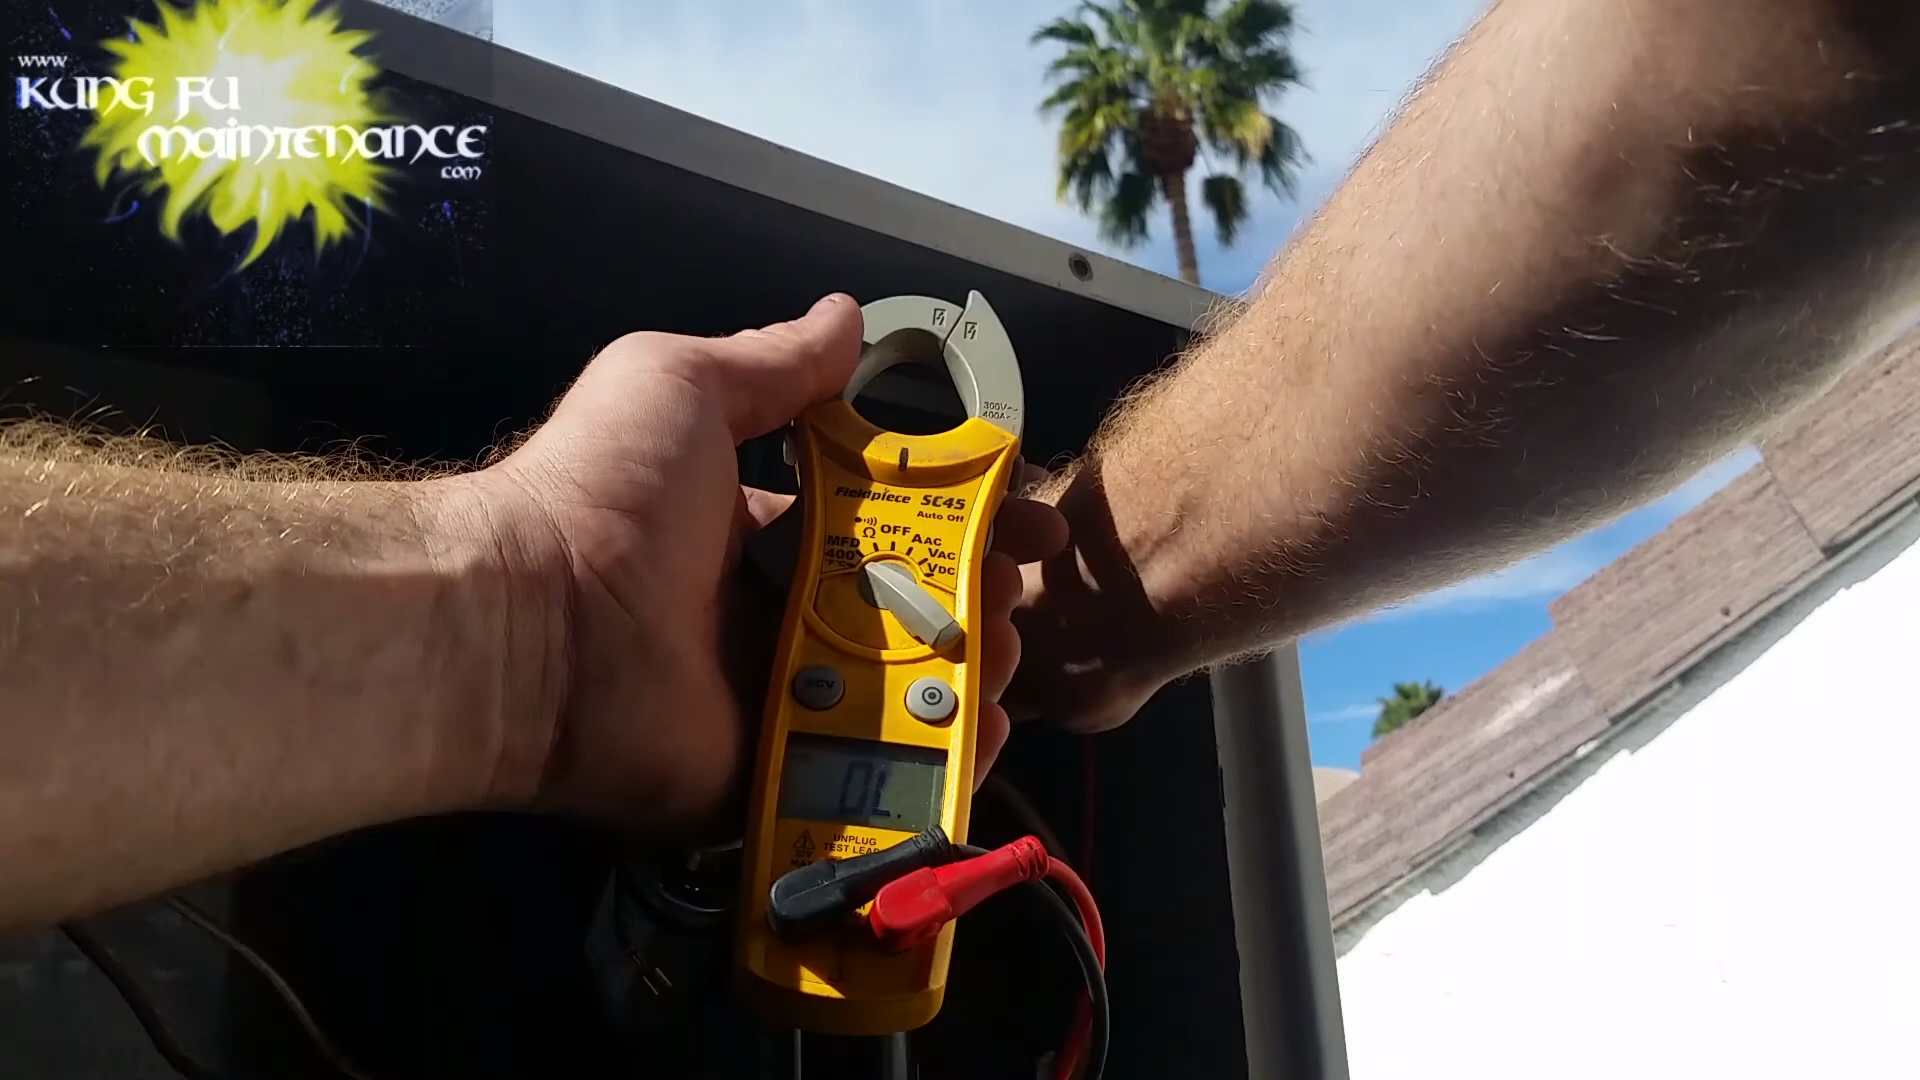 www
KUNG FU
MAINTENANCE
.com
300V~
400A~
Fieldpiece SC45
Auto Off
Ω OFF AAC
MFD VAC
400 VDC
°F°C
NCV
OL.
UNPLUG
TEST LEAD